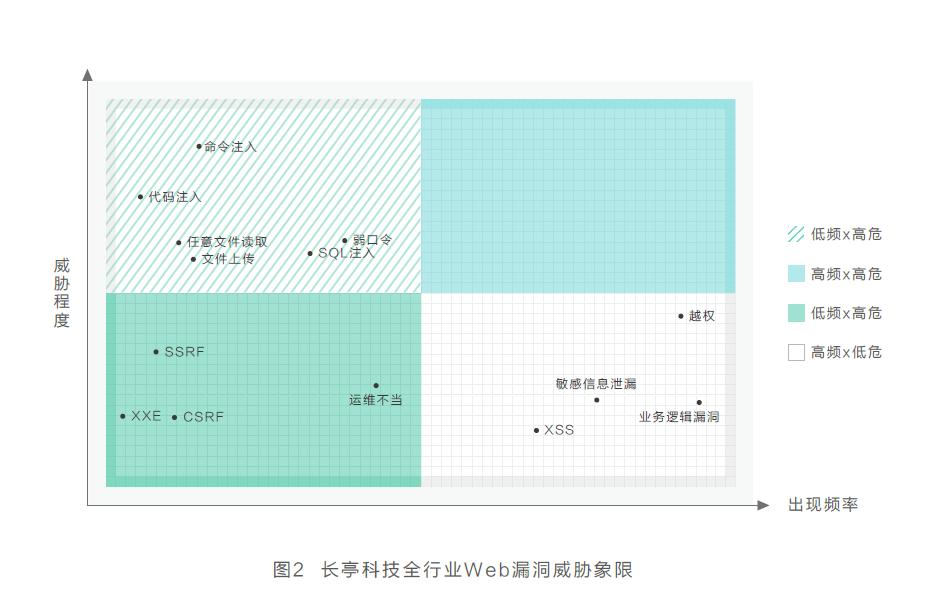 命令注入
代码注入
任意文件读取
弱口令
SQL注入
文件上传
威胁程度
SSRF
XXE
CSRF
运维不当
越权
敏感信息泄漏
业务逻辑漏洞
XSS
低频x高危
高频x高危
低频x高危
高频x低危
出现频率
图2 长亭科技全行业Web漏洞威胁象限